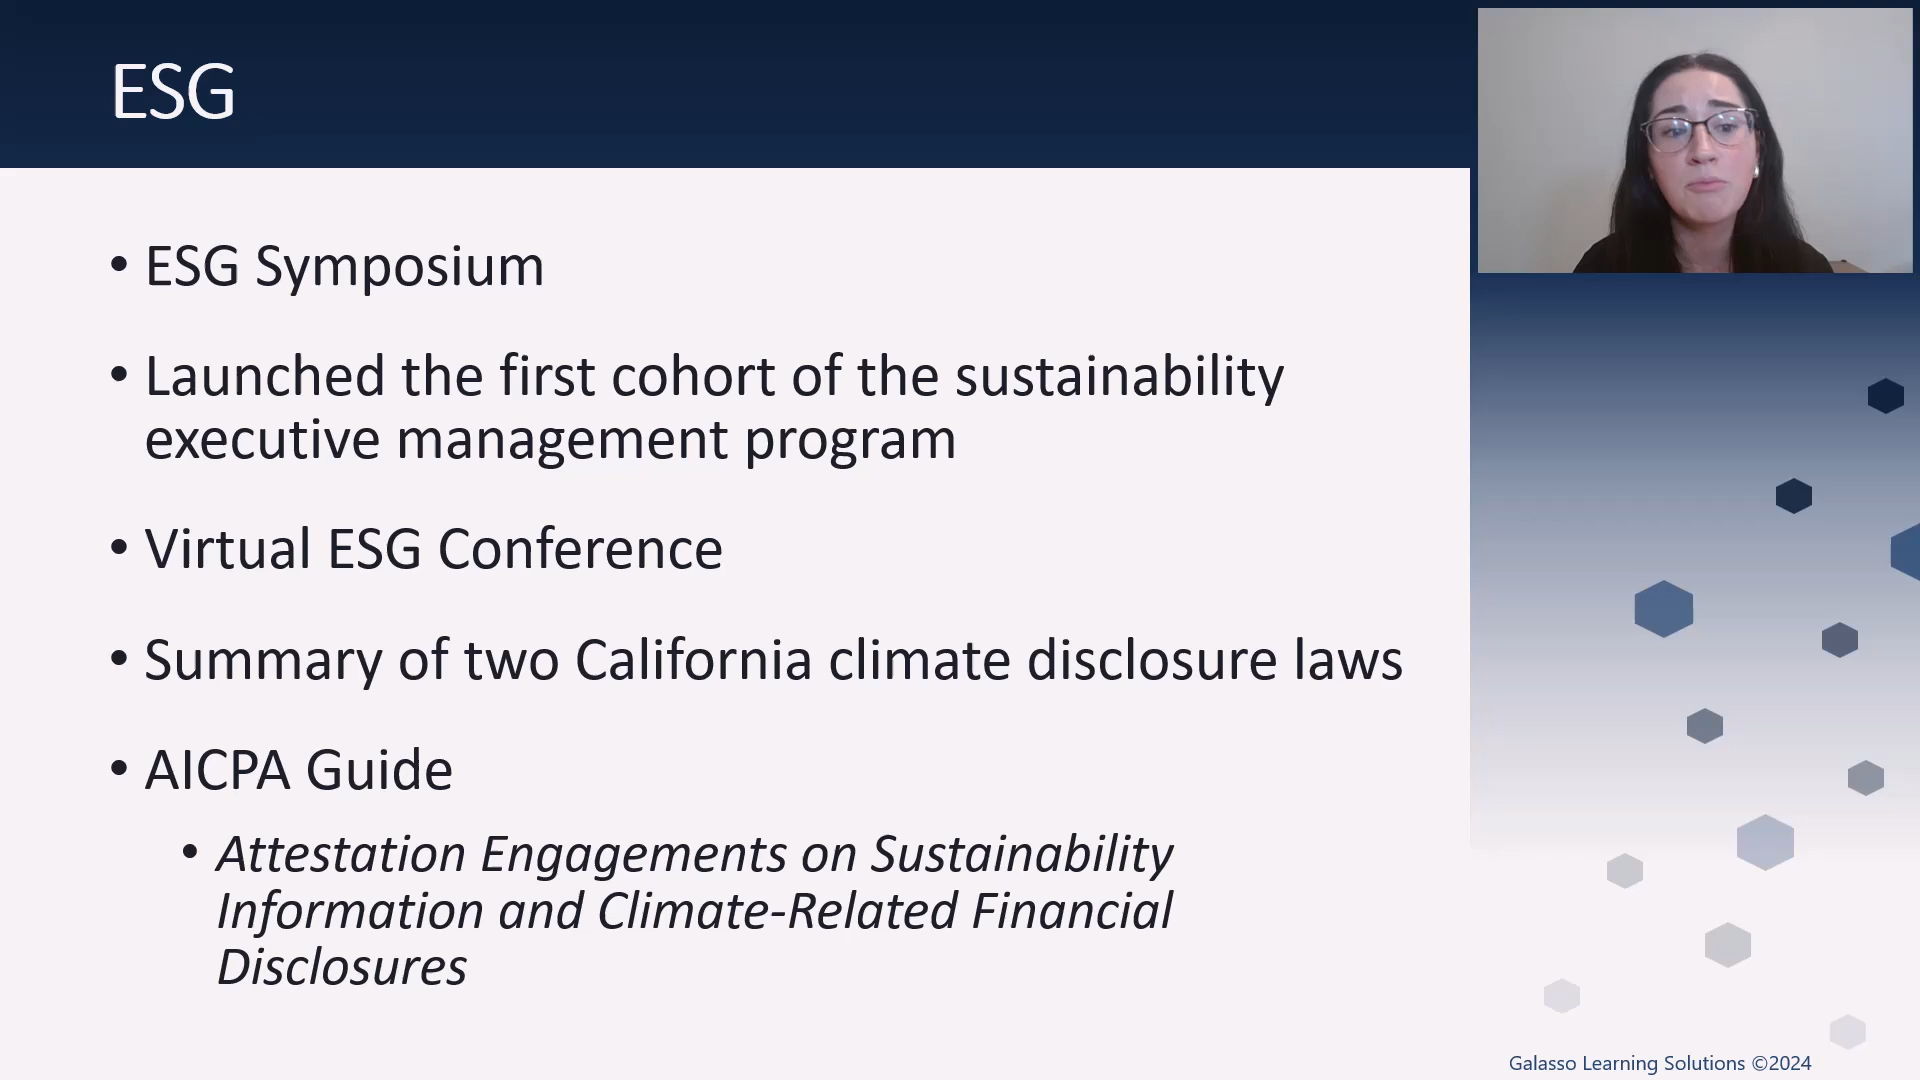 ESG
• ESG Symposium
• Launched the first cohort of the sustainability
executive management program
• Virtual ESG Conference
• Summary of two California climate disclosure laws
• AICPA Guide
• Attestation Engagements on Sustainability
Information and Climate-Related Financial
Disclosures
Galasso Learning Solutions ©2024